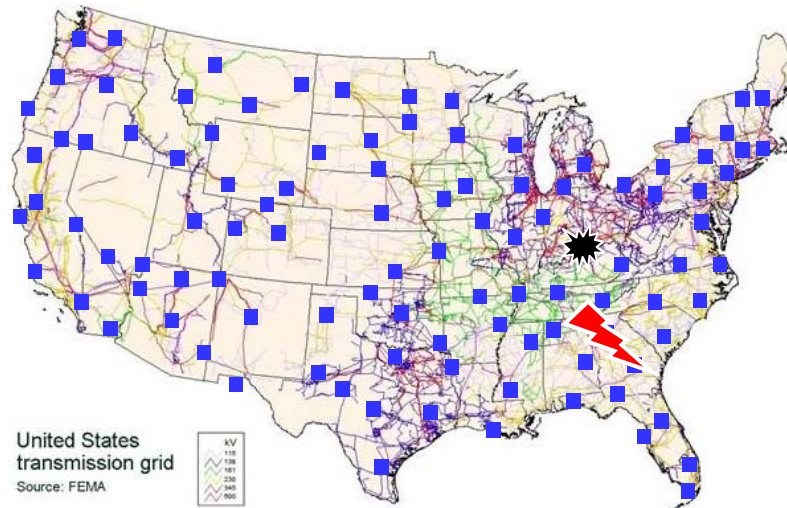 United States
transmission grid
Source: FEMA
kV
115
138
161
230
345
500